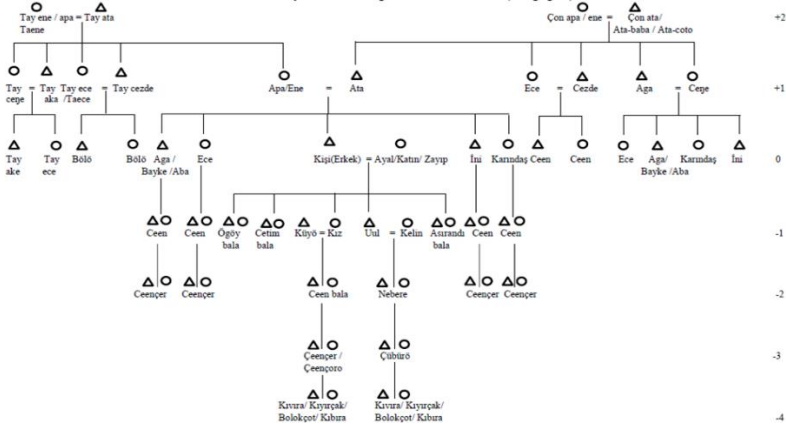 Tay ene / apa = Tay ata Çon apa / ene = Çon ata/ +2
Taene Ata-baba / Ata-coto
Tay = Tay Tay ece = Tay cezde Apa/Ene = Ata Ece = Cezde Aga = Ceŋe +1
ceŋe aka /Taece
Tay Tay Bölö Bölö Aga / Ece Kişi(Erkek) = Ayal/Katın/ Zayıp İni Karındaş Ceen Ceen Ece Aga/ Karındaş İni 0
ake ece Bayke /Aba Bayke /Aba
Ceen Ceen Ögöy Cetim Küyö = Kız Uul = Kelin Asırandı Ceen Ceen -1
bala bala bala
Ceençer Ceençer Ceen bala Nebere Ceençer Ceençer -2
Çeençer / Çübürö -3
Çeençoro
Kıvıra/ Kıyırçak/ Kıvıra/ Kıyırçak/ -4
Bolokçot/ Kıbıra Bolokçot/ Kıbıra